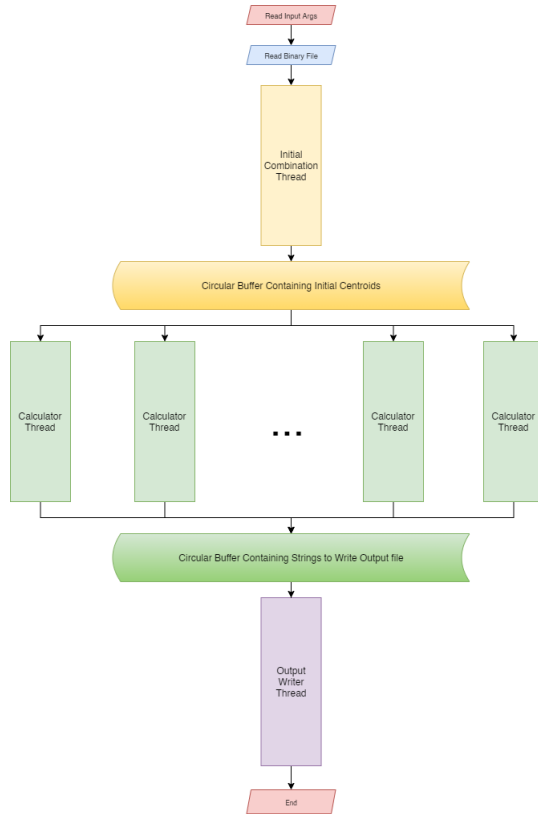 Read Input Args
Read Binary File
Initial
Combination
Thread
Circular Buffer Containing Initial Centroids
Calculator
Thread
Calculator
Thread
...
Calculator
Thread
Calculator
Thread
Circular Buffer Containing Strings to Write Output file
Output
Writer
Thread
End